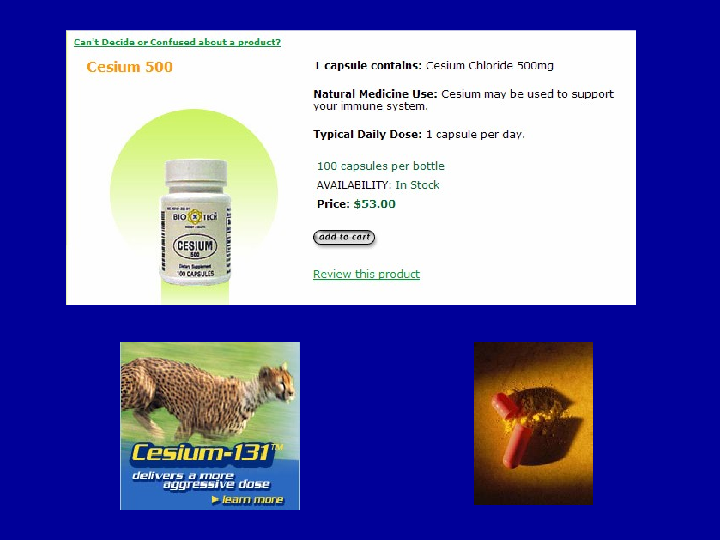 Can't Decide or Confused about a product?
Cesium 500
1 capsule contains: Cesium Chloride 500mg
Natural Medicine Use: Cesium may be used to support
your immune system.
Typical Daily Dose: 1 capsule per day.
100 capsules per bottle
AVAILABILITY: In Stock
Price: $53.00
add to cart
Review this product
CESIUM
500
Dietary Supplement
100 CAPSULES
Cesium-131™
delivers a more
aggressive dose
learn more